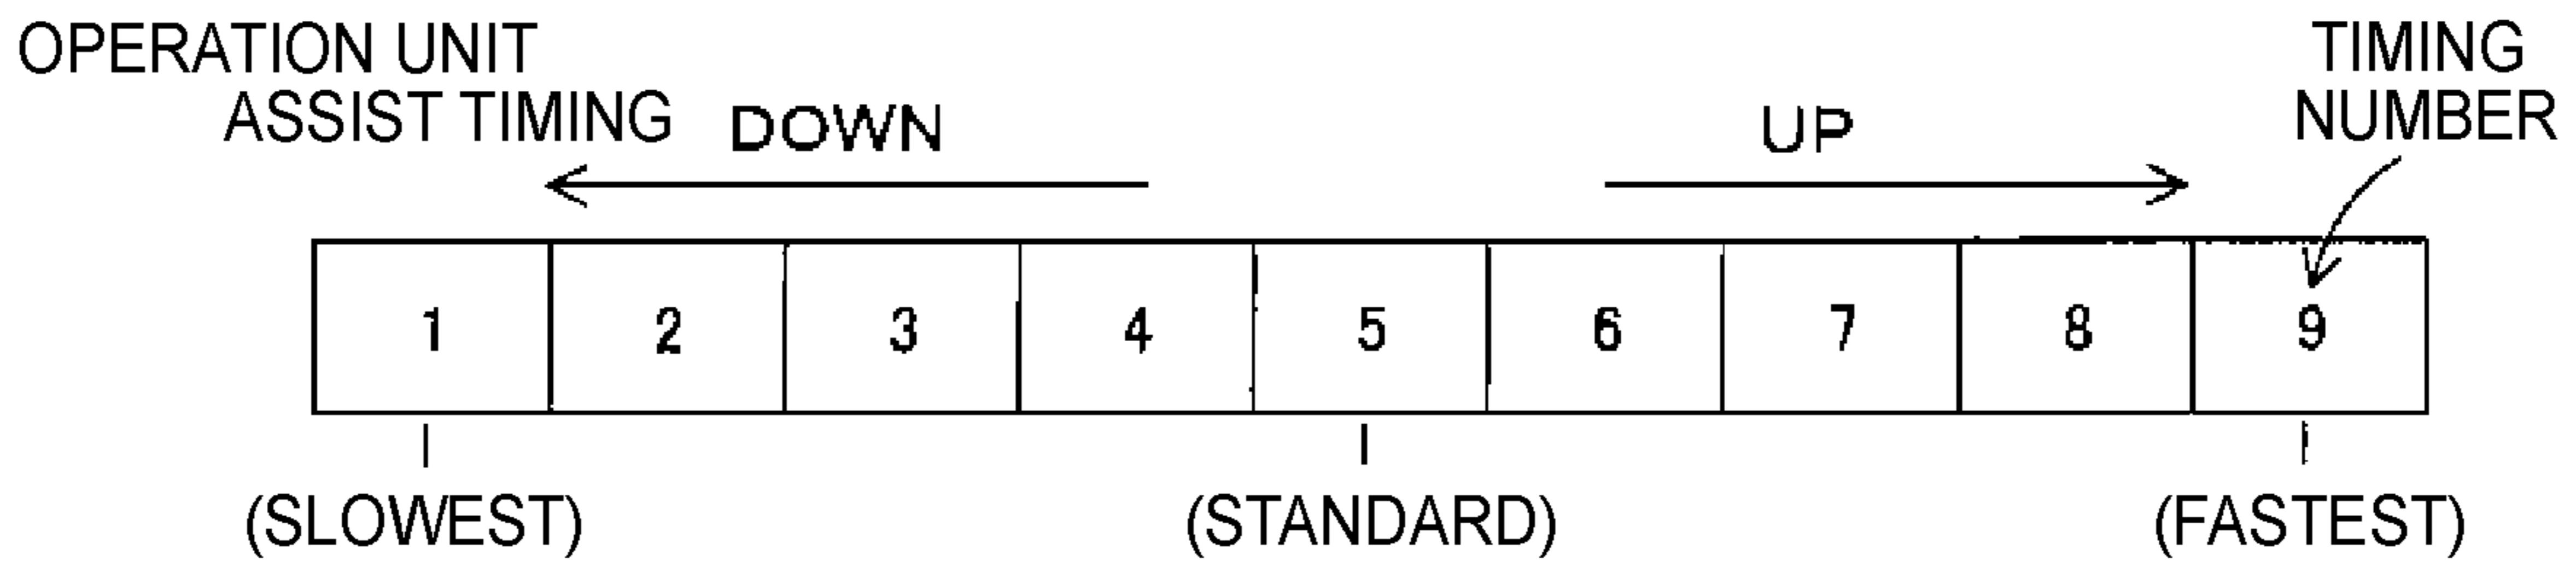 OPERATION UNIT
ASSIST TIMING
DOWN
UP
TIMING
NUMBER
1 2 3 4 5 6 7 8 9
(SLOWEST) (STANDARD) (FASTEST)